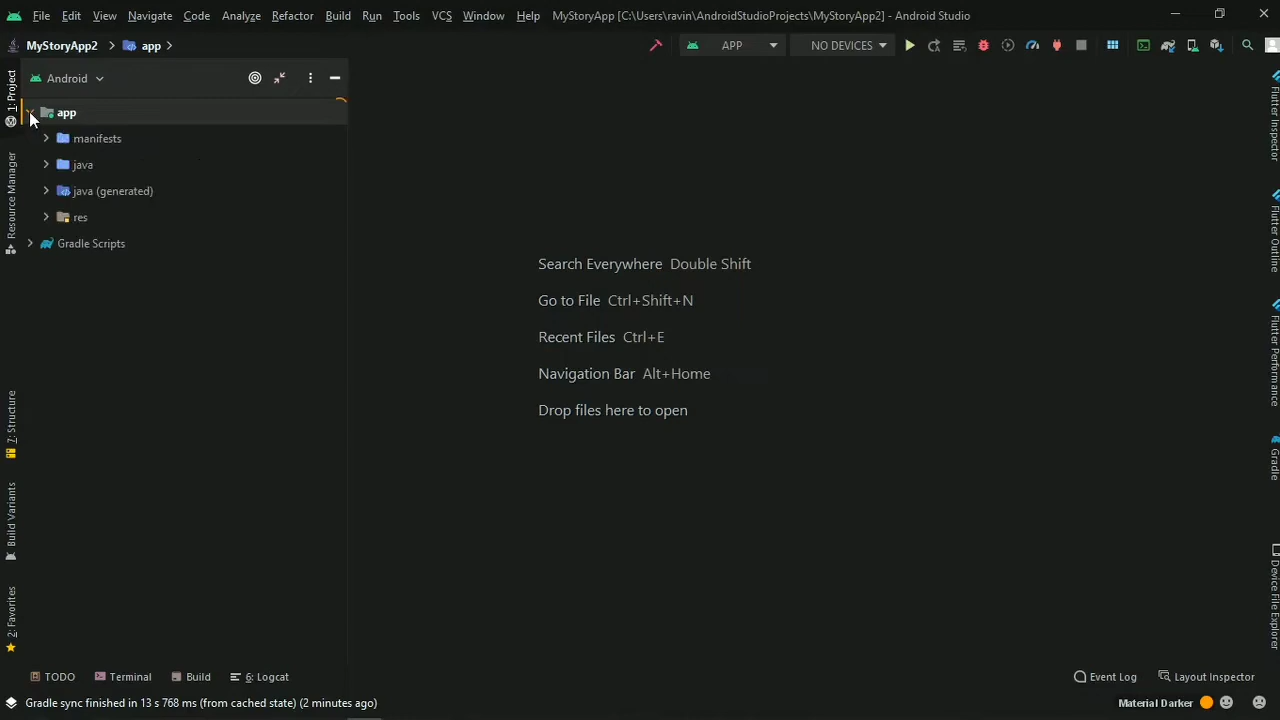 File Edit View Navigate Code Analyze Refactor Build Run Tools VCS Window Help MyStoryApp [C:\Users\ravin\AndroidStudioProjects\MyStoryApp2] - Android Studio
MyStoryApp2 app APP NO DEVICES
Android
app
manifests
java
java (generated)
res
Gradle Scripts
1: Project
Resource Manager
7: Structure
Build Variants
2: Favorites
Search Everywhere Double Shift
Go to File Ctrl+Shift+N
Recent Files Ctrl+E
Navigation Bar Alt+Home
Drop files here to open
Flutter Inspector
Flutter Outline
Flutter Performance
Gradle
Device File Explorer
TODO Terminal Build 6: Logcat Event Log Layout Inspector
Gradle sync finished in 13 s 768 ms (from cached state) (2 minutes ago) Material Darker